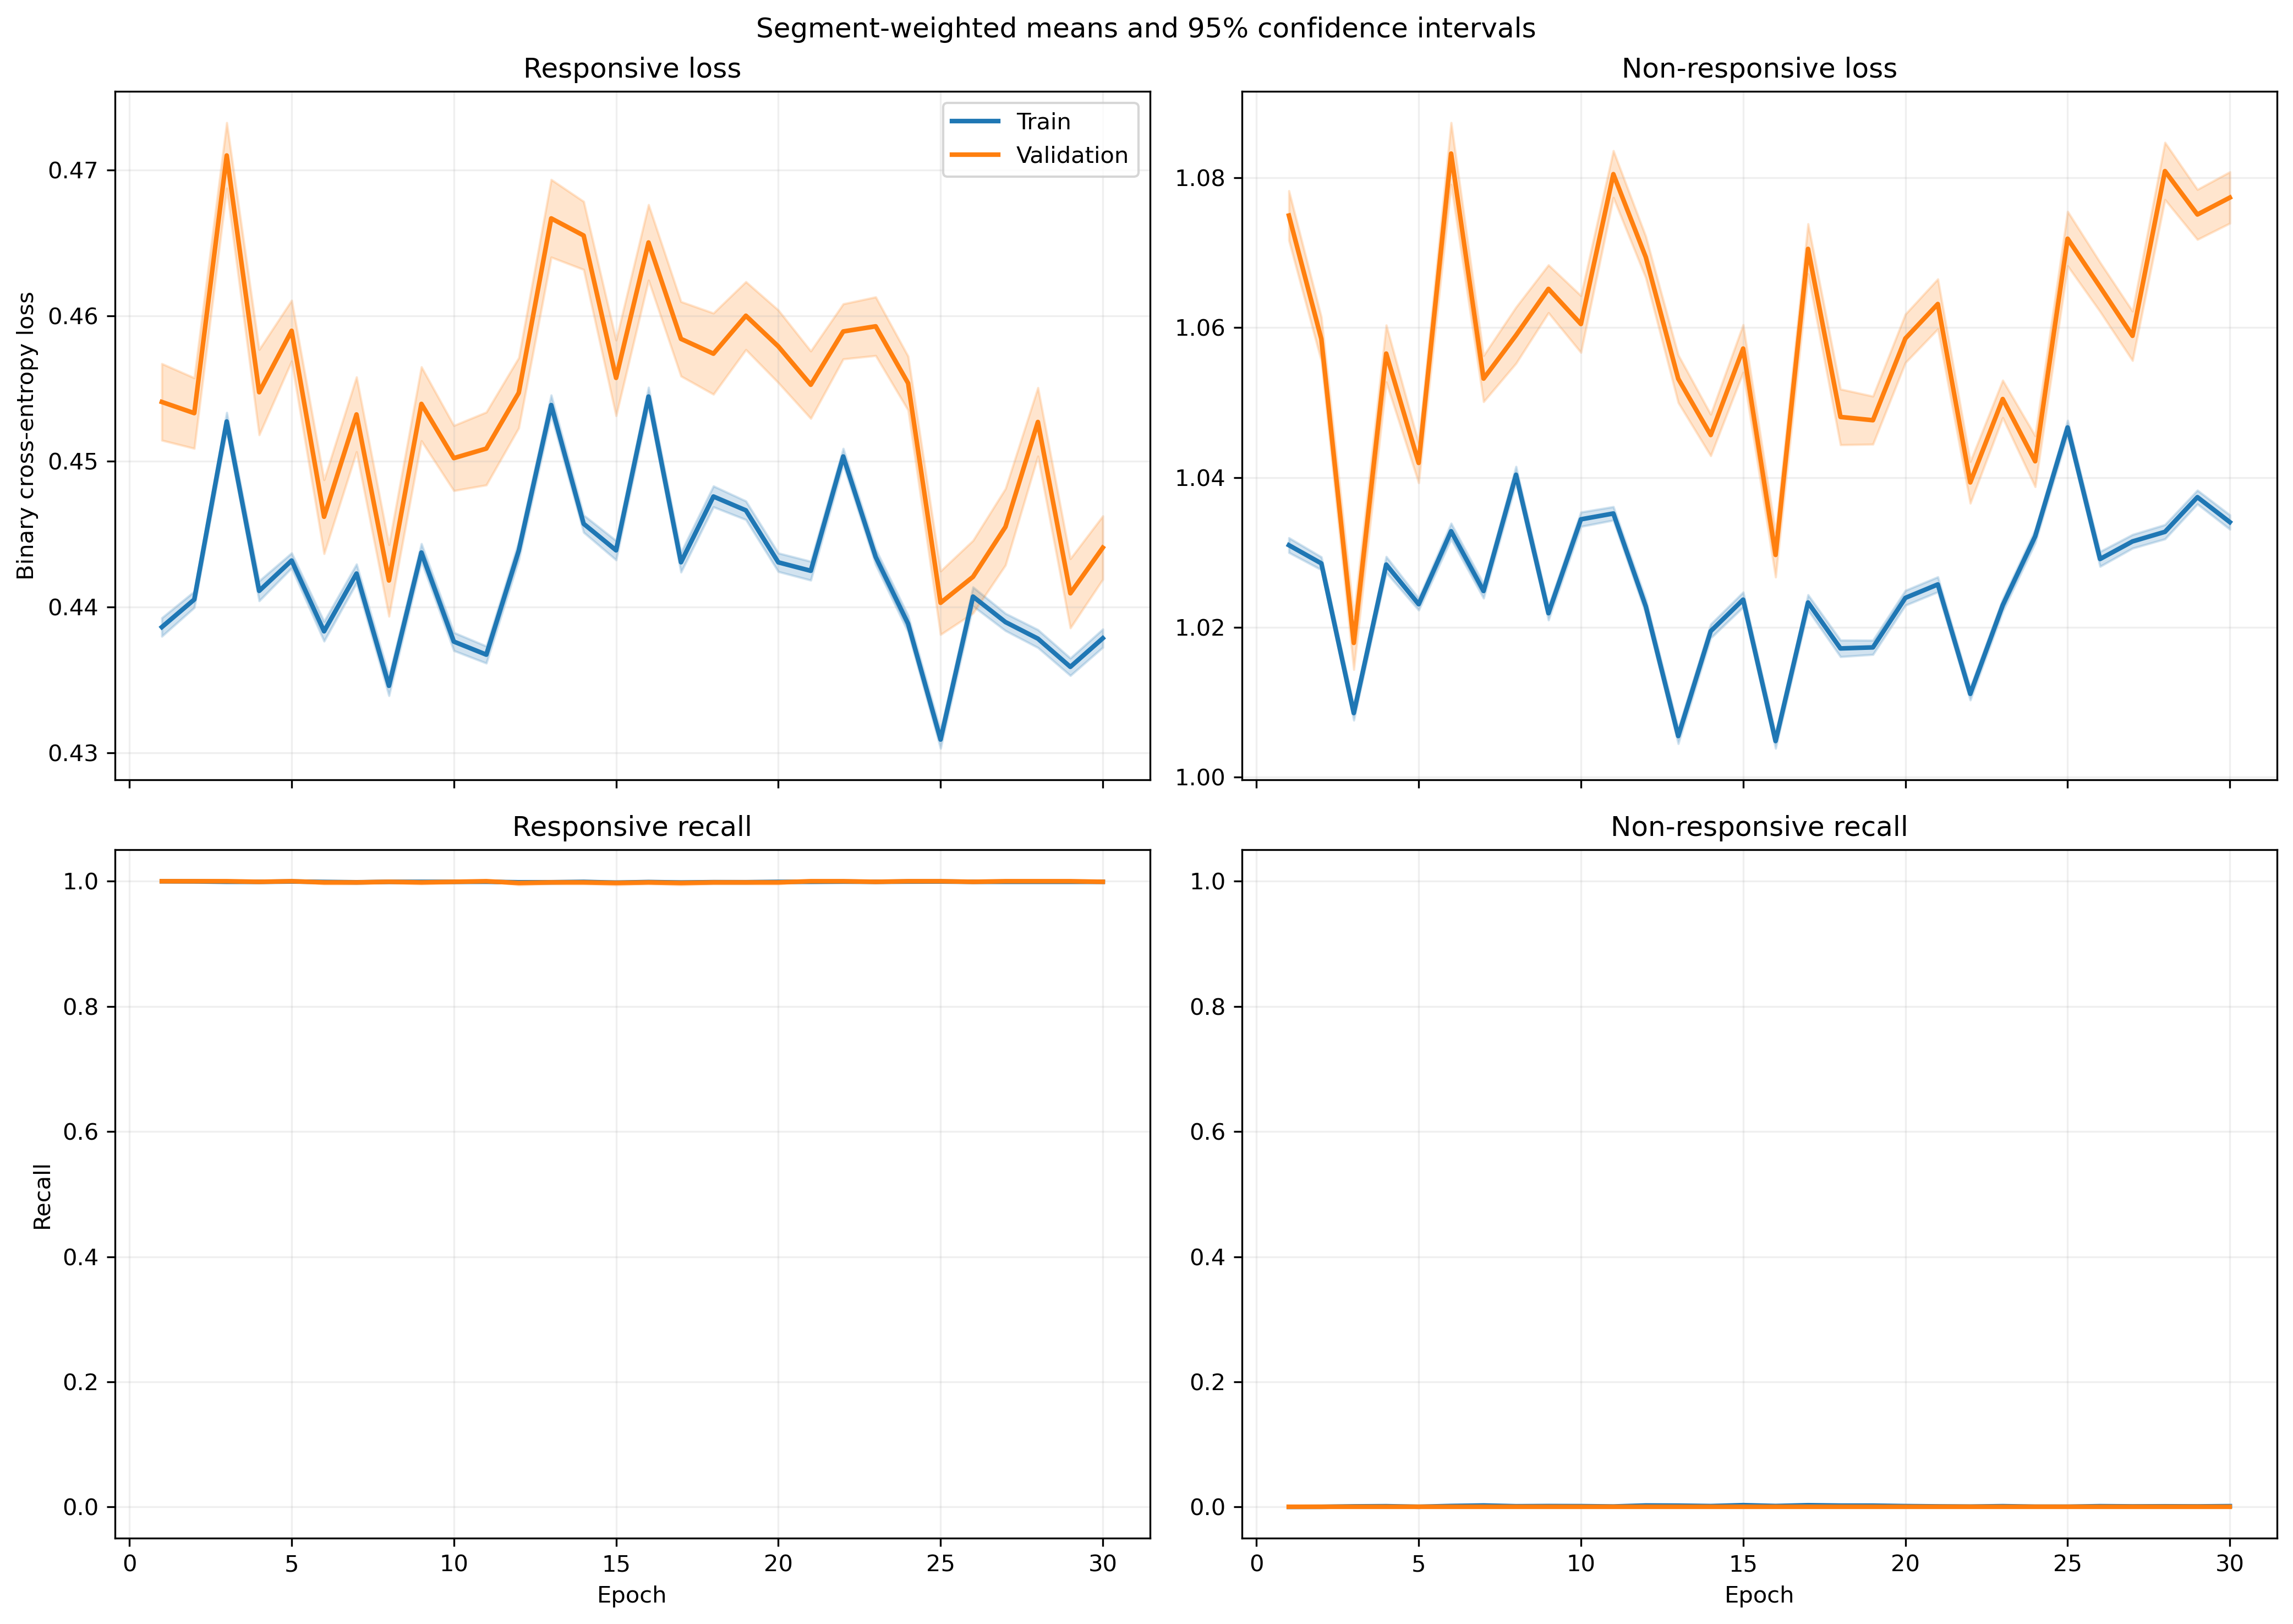 Segment-weighted means and 95% confidence intervals
Responsive loss
Non-responsive loss
Train
Validation
Binary cross-entropy loss
0.47
0.46
0.45
0.44
0.43
1.08
1.06
1.04
1.02
1.00
Responsive recall
Non-responsive recall
Recall
1.0
0.8
0.6
0.4
0.2
0.0
0 5 10 15 20 25 30
Epoch
1.0
0.8
0.6
0.4
0.2
0.0
0 5 10 15 20 25 30
Epoch